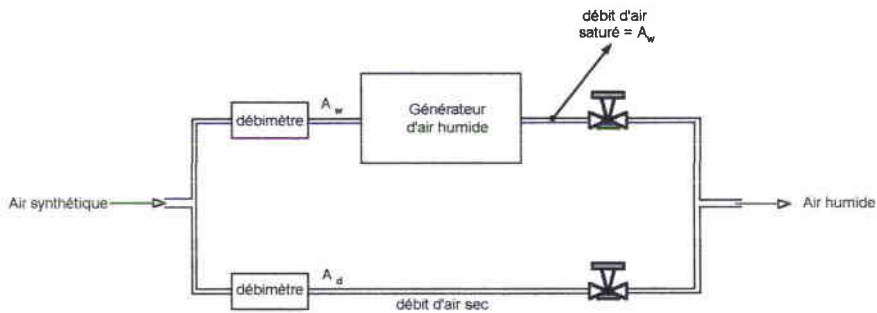 débit d'air
saturé = A_w
débimètre
A_w
Générateur
d'air humide
Air synthétique
Air humide
débimètre
A_d
débit d'air sec